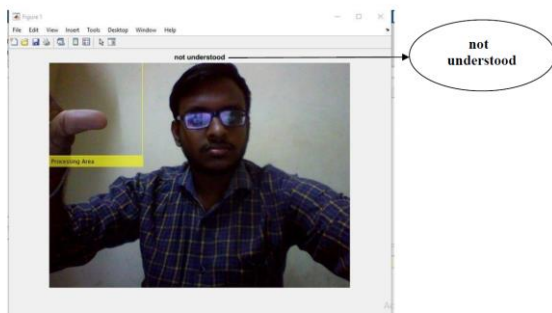 Figure 1
File Edit View Insert Tools Desktop Window Help
not understood
not
understood
Processing Area